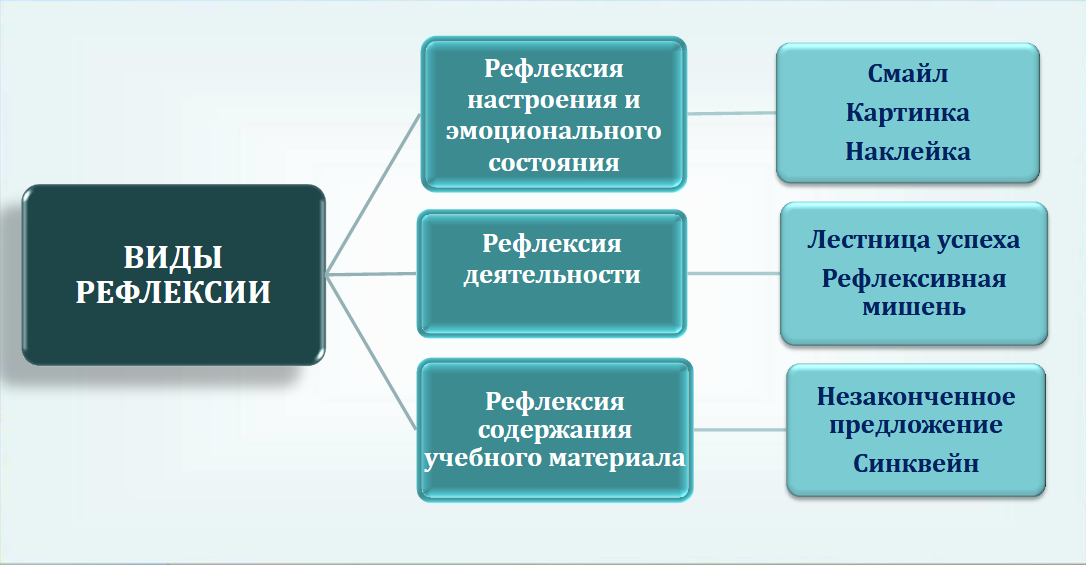 ВИДЫ
РЕФЛЕКСИИ
Рефлексия
настроения и
эмоционального
состояния
Смайл
Картинка
Наклейка
Рефлексия
деятельности
Лестница успеха
Рефлексивная
мишень
Рефлексия
содержания
учебного материала
Незаконченное
предложение
Синквейн